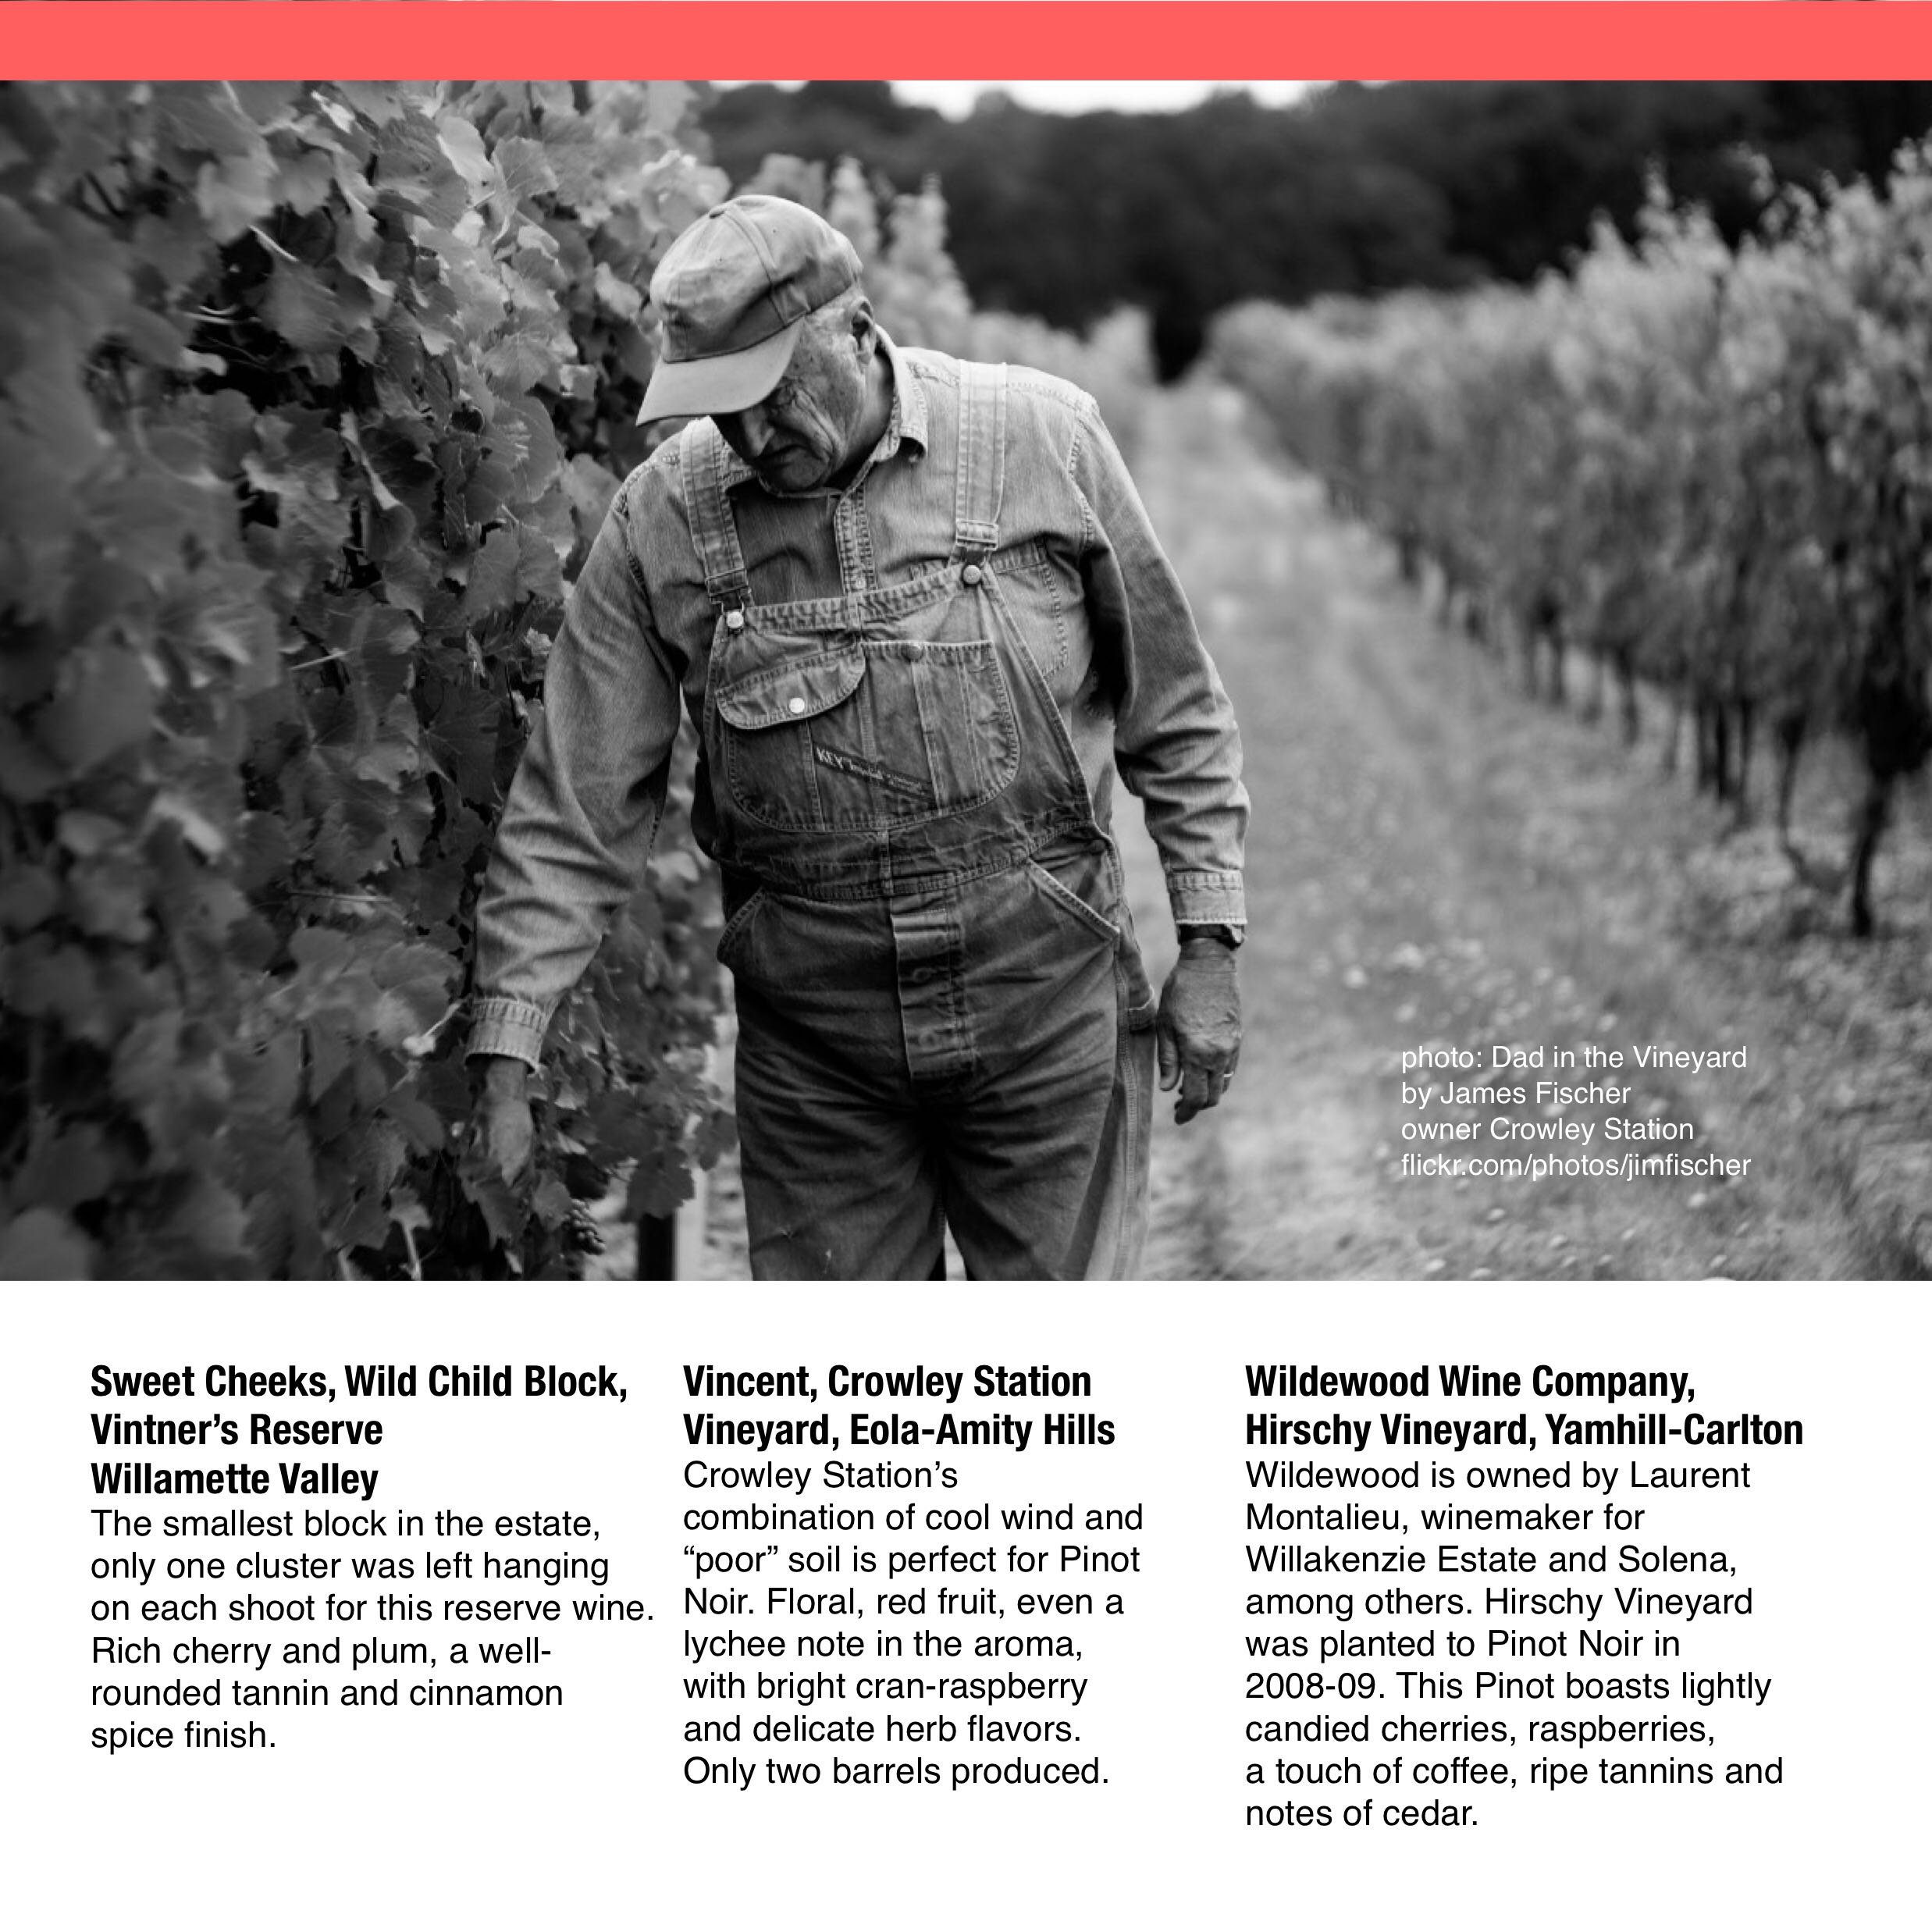 KEY
photo: Dad in the Vineyard
by James Fischer
owner Crowley Station
flickr.com/photos/jimfischer
Sweet Cheeks, Wild Child Block,
Vintner’s Reserve
Willamette Valley
The smallest block in the estate,
only one cluster was left hanging
on each shoot for this reserve wine.
Rich cherry and plum, a well-
rounded tannin and cinnamon
spice finish.
Vincent, Crowley Station
Vineyard, Eola-Amity Hills
Crowley Station’s
combination of cool wind and
“poor” soil is perfect for Pinot
Noir. Floral, red fruit, even a
lychee note in the aroma,
with bright cran-raspberry
and delicate herb flavors.
Only two barrels produced.
Wildewood Wine Company,
Hirschy Vineyard, Yamhill-Carlton
Wildewood is owned by Laurent
Montalieu, winemaker for
Willakenzie Estate and Solena,
among others. Hirschy Vineyard
was planted to Pinot Noir in
2008-09. This Pinot boasts lightly
candied cherries, raspberries,
a touch of coffee, ripe tannins and
notes of cedar.